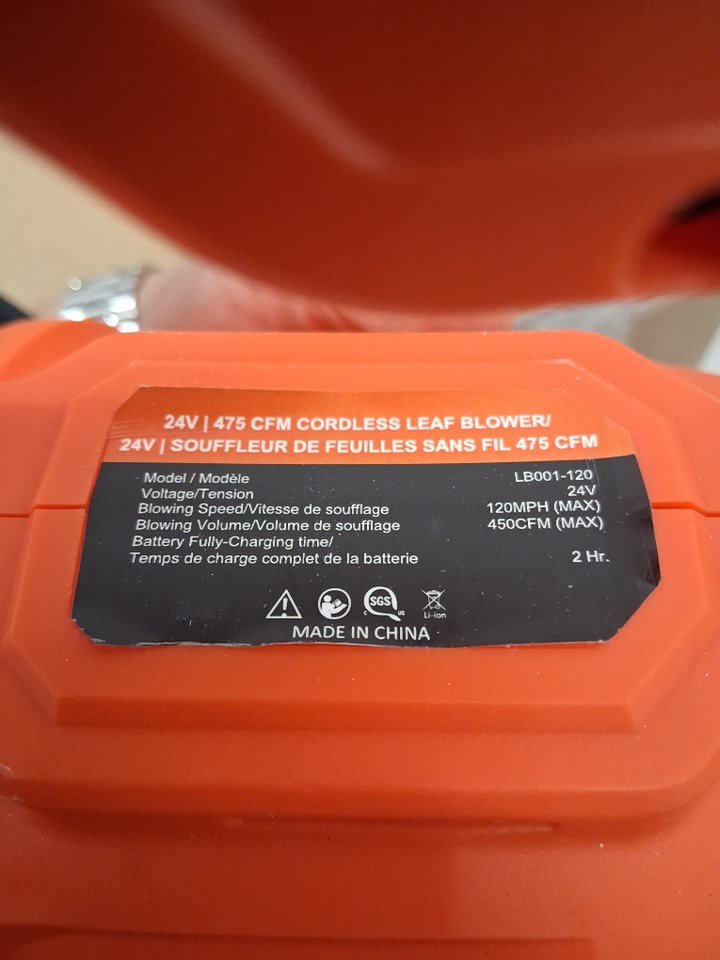 24V | 475 CFM CORDLESS LEAF BLOWER/
24V | SOUFFLEUR DE FEUILLES SANS FIL 475 CFM
Model / Modèle LB001-120
Voltage/Tension 24V
Blowing Speed/Vitesse de soufflage 120MPH (MAX)
Blowing Volume/Volume de soufflage 450CFM (MAX)
Battery Fully-Charging time/
Temps de charge complet de la batterie 2 Hr.
SGS
C US
Li-ion
MADE IN CHINA